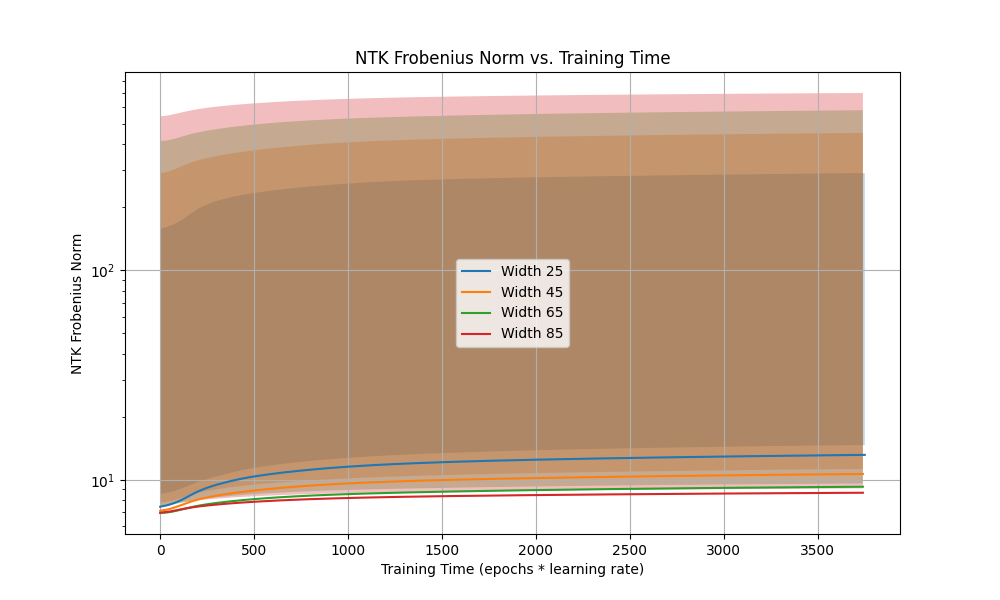 NTK Frobenius Norm vs. Training Time
NTK Frobenius Norm
10²
10¹
Width 25
Width 45
Width 65
Width 85
0 500 1000 1500 2000 2500 3000 3500
Training Time (epochs * learning rate)